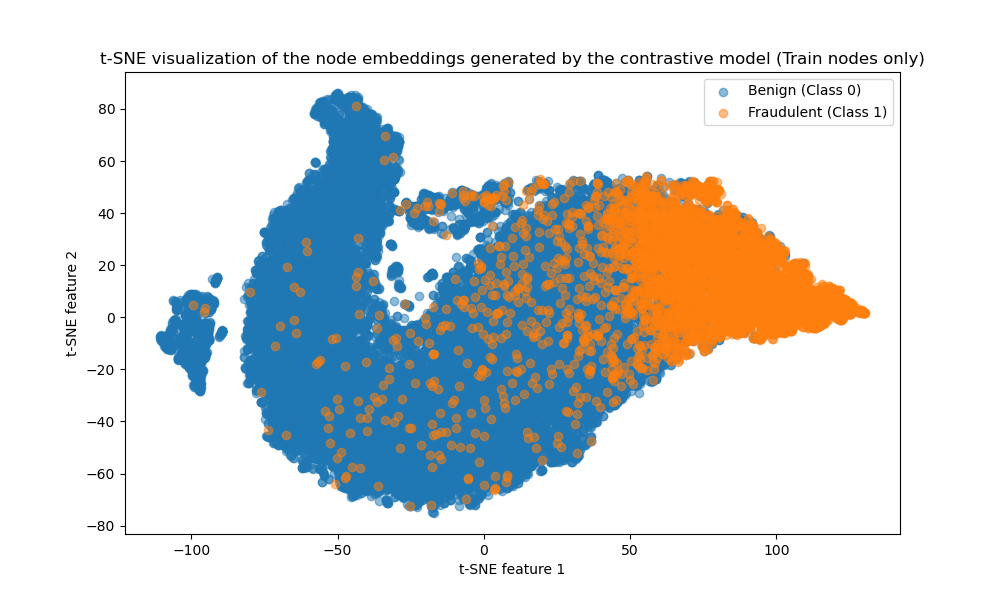 t-SNE visualization of the node embeddings generated by the contrastive model (Train nodes only)
Benign (Class 0)
Fraudulent (Class 1)
80
60
40
20
0
−20
−40
−60
−80
t-SNE feature 2
−100
−50
0
50
100
t-SNE feature 1